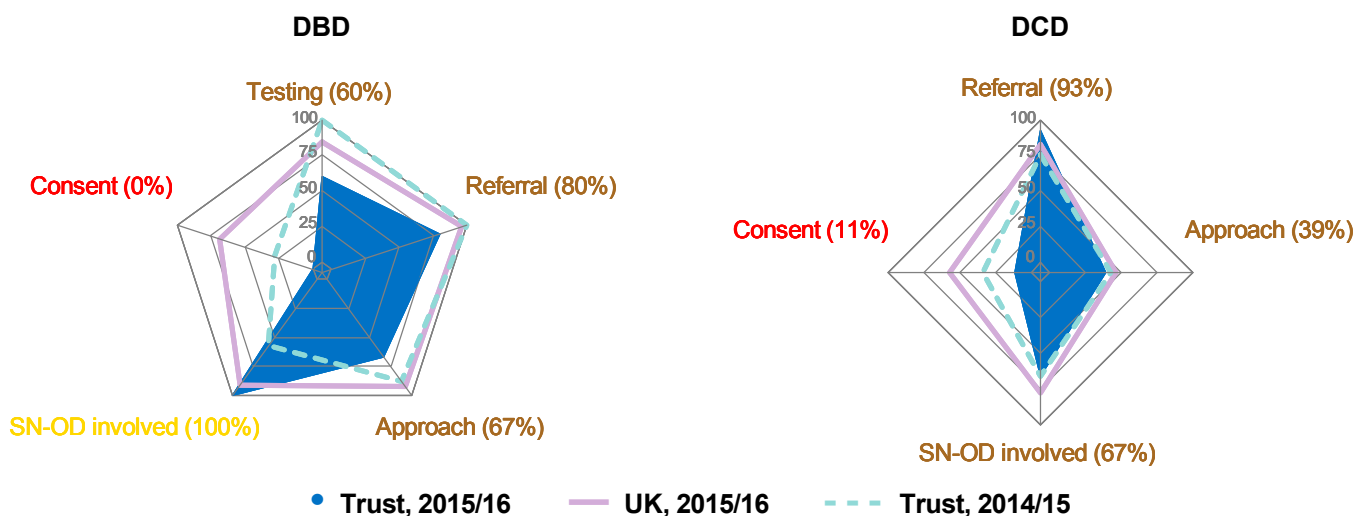 DBD
Testing (60%)
100
75
50
25
0
Consent (0%)
Referral (80%)
SN-OD involved (100%)
Approach (67%)
DCD
Referral (93%)
100
75
50
25
0
Consent (11%)
Approach (39%)
SN-OD involved (67%)
Trust, 2015/16
UK, 2015/16
Trust, 2014/15